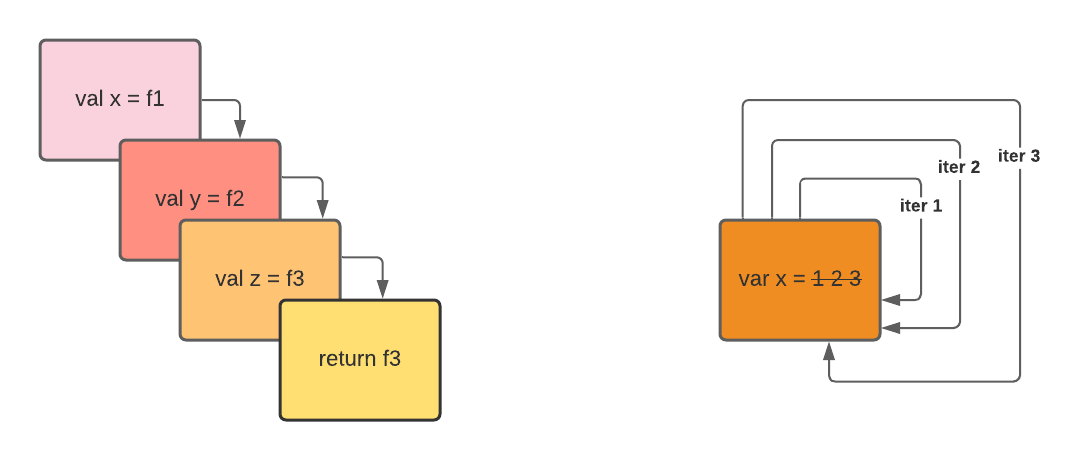 val x = f1
val y = f2
val z = f3
return f3
iter 3
iter 2
iter 1
var x = 1 2 3